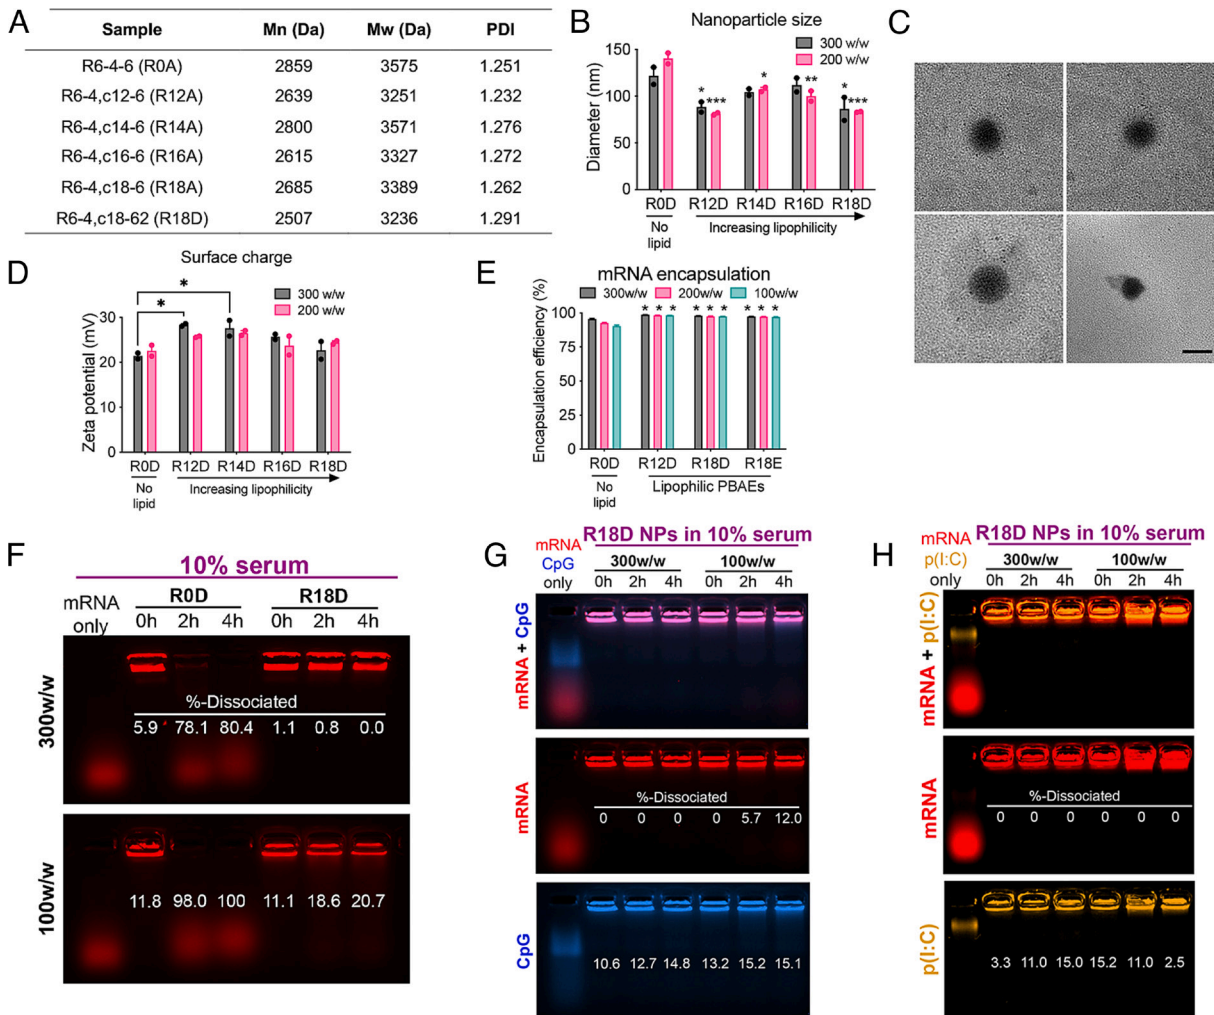 A
Sample Mn (Da) Mw (Da) PDI
R6-4-6 (R0A) 2859 3575 1.251
R6-4,c12-6 (R12A) 2639 3251 1.232
R6-4,c14-6 (R14A) 2800 3571 1.276
R6-4,c16-6 (R16A) 2615 3327 1.272
R6-4,c18-6 (R18A) 2685 3389 1.262
R6-4,c18-62 (R18D) 2507 3236 1.291
B
Nanoparticle size
300 w/w
200 w/w
Diameter (nm)
150
100
50
0
* *** * ** * ***
R0D R12D R14D R16D R18D
No
lipid
Increasing lipophilicity
C
D
Surface charge
300 w/w
200 w/w
Zeta potential (mV)
30
20
10
0
*
*
R0D R12D R14D R16D R18D
No
lipid
Increasing lipophilicity
E
mRNA encapsulation
300w/w 200w/w 100w/w
Encapsulation efficiency (%)
100
75
50
25
0
* * * * * * * * *
R0D R12D R18D R18E
No
lipid
Lipophilic PBAEs
F
10% serum
mRNA
only
R0D R18D
0h 2h 4h 0h 2h 4h
300w/w
%-Dissociated
5.9 * 78.1 80.4 1.1 0.8 0.0
100w/w
11.8 98.0 100 11.1 18.6 20.7
G
R18D NPs in 10% serum
mRNA
CpG
only
300w/w 100w/w
0h 2h 4h 0h 2h 4h
mRNA + CpG
mRNA
%-Dissociated
0 0 0 0 5.7 12.0
CpG
10.6 12.7 14.8 13.2 15.2 15.1
H
R18D NPs in 10% serum
mRNA
p(I:C)
only
300w/w 100w/w
0h 2h 4h 0h 2h 4h
mRNA + p(I:C)
mRNA
%-Dissociated
0 0 0 0 0 0
p(I:C)
3.3 11.0 15.0 15.2 11.0 2.5